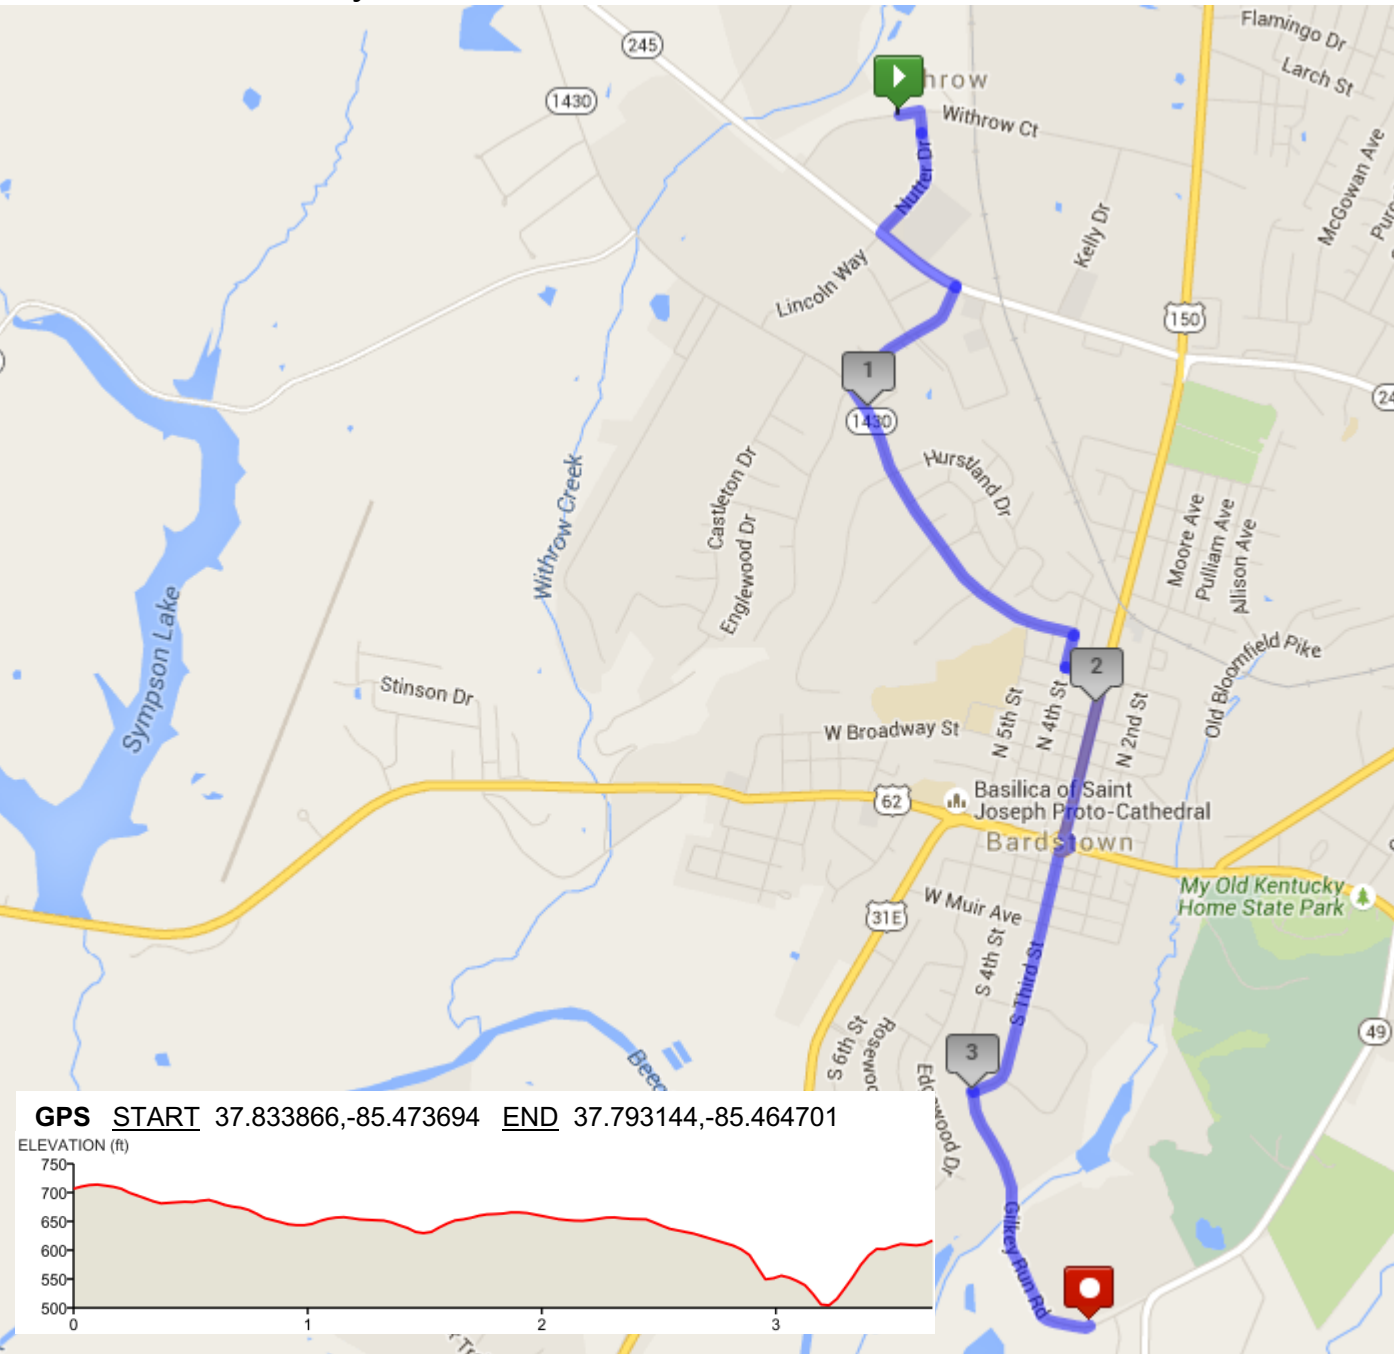 245
1430
throw
Withrow Ct
Flamingo Dr
Larch St
McGowan Ave
Nutter Dr
Kelly Dr
Lincoln Way
150
24
1
1430
Hurstland Dr
Castleton Dr
Englewood Dr
Withrow Creek
Moore Ave
Pulliam Ave
Allison Ave
Sympson Lake
Stinson Dr
Old Bloomfield Pike
2
N 5th St
N 4th St
N 2nd St
W Broadway St
62
Basilica of Saint
Joseph Proto-Cathedral
Bardstown
My Old Kentucky
Home State Park
31E
W Muir Ave
S 4th St
S Third St
S 6th St
Rosewoo
49
3
Beec
Gilkey Run Rd
GPS START 37.833866,-85.473694 END 37.793144,-85.464701
ELEVATION (ft)
750
700
650
600
550
500
0 1 2 3